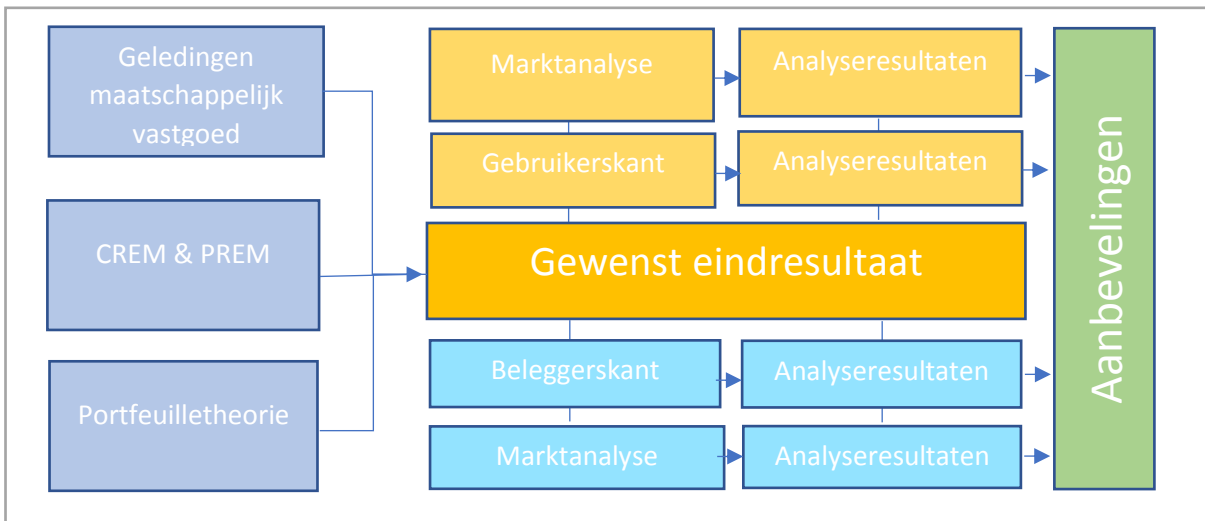 Geledingen
maatschappelijk
vastgoed
CREM & PREM
Portfeuilletheorie
Marktanalyse
Analyseresultaten
Gebruikerskant
Analyseresultaten
Gewenst eindresultaat
Beleggerskant
Analyseresultaten
Marktanalyse
Analyseresultaten
Aanbevelingen